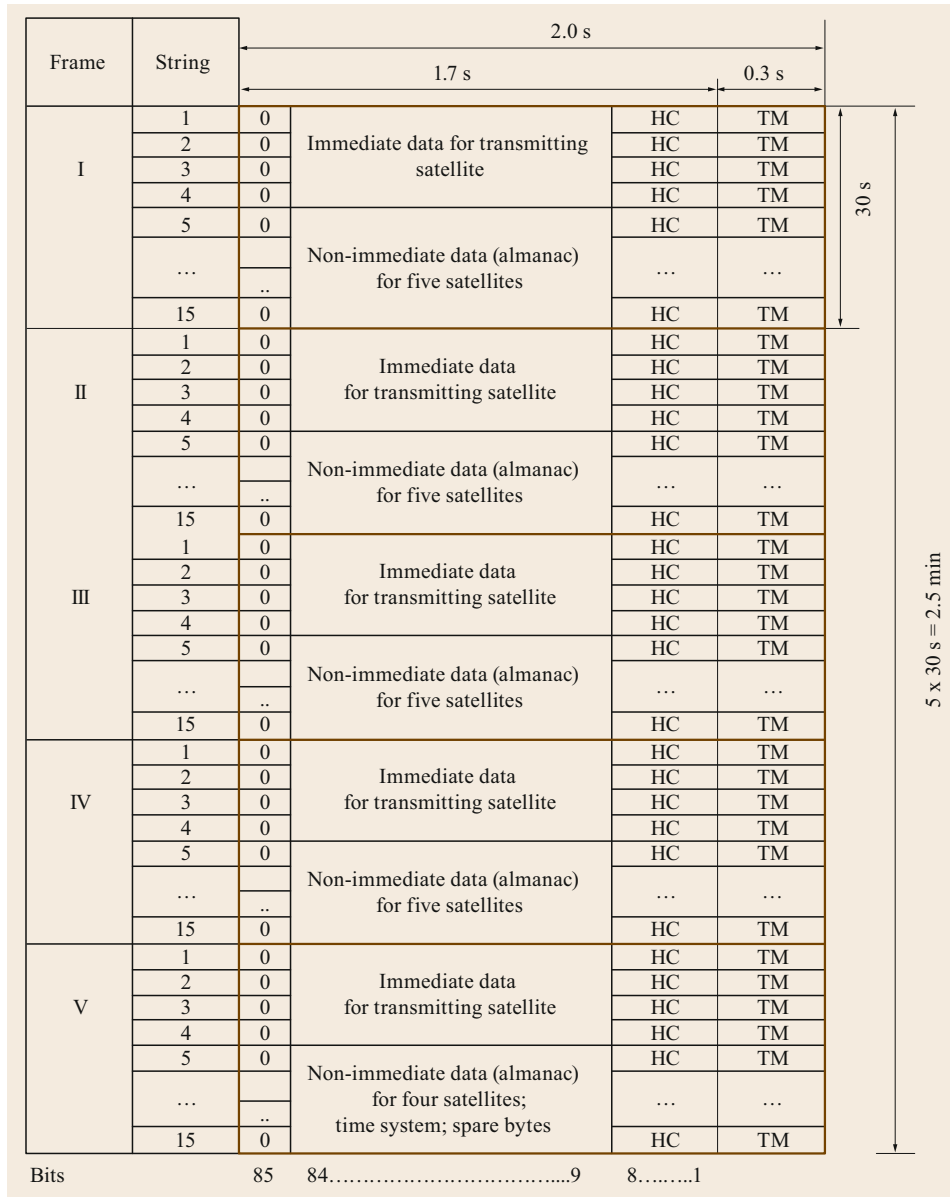 2.0 s
Frame String
1.7 s 0.3 s
1 0 HC TM
2 0 Immediate data for transmitting HC TM
I 3 0 satellite HC TM
4 0 HC TM
30 s
5 0 HC TM
Non-immediate data (almanac)
… for five satellites … …
..
15 0 HC TM
1 0 HC TM
2 0 Immediate data HC TM
II 3 0 for transmitting satellite HC TM
4 0 HC TM
5 0 HC TM
Non-immediate data (almanac)
… for five satellites … …
..
15 0 HC TM
1 0 HC TM
2 0 Immediate data HC TM
III 3 0 for transmitting satellite HC TM
4 0 HC TM
5 0 HC TM
5 x 30 s = 2.5 min
Non-immediate data (almanac)
… for five satellites … …
..
15 0 HC TM
1 0 HC TM
2 0 Immediate data HC TM
IV 3 0 for transmitting satellite HC TM
4 0 HC TM
5 0 HC TM
Non-immediate data (almanac)
… for five satellites … …
..
15 0 HC TM
1 0 HC TM
2 0 Immediate data HC TM
V 3 0 for transmitting satellite HC TM
4 0 HC TM
5 0 HC TM
Non-immediate data (almanac)
… for four satellites; … …
..
time system; spare bytes
15 0 HC TM
Bits 85 84…………………………....9 8…..…..1